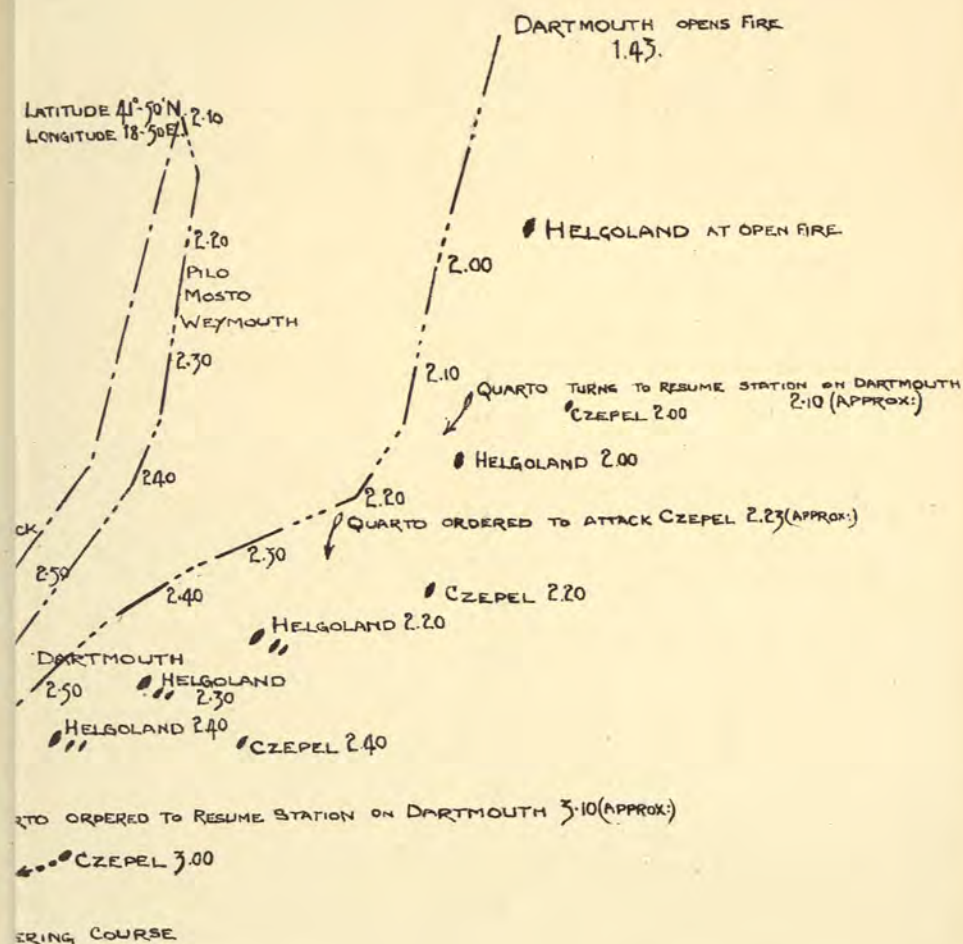 DARTMOUTH OPENS FIRE
1.43.
LATITUDE 41°-50'N
LONGITUDE 18-50E
2.10
2.20
PILO
MOSTO
WEYMOUTH
2.30
2.40
2.50
HELGOLAND AT OPEN FIRE
2.00
2.10
QUARTO TURNS TO RESUME STATION ON DARTMOUTH
2.10 (APPROX:)
CZEPEL 2.00
HELGOLAND 2.00
2.20
QUARTO ORDERED TO ATTACK CZEPEL 2.23 (APPROX:)
CK
2.30
2.40
CZEPEL 2.20
HELGOLAND 2.20
DARTMOUTH
2.50
HELGOLAND
2.30
HELGOLAND 2.40
CZEPEL 2.40
RTO ORDERED TO RESUME STATION ON DARTMOUTH 3.10 (APPROX:)
CZEPEL 3.00
ERING COURSE